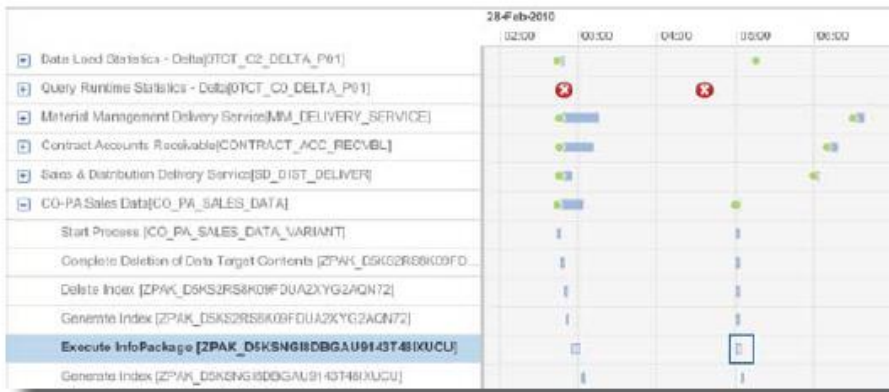 28-Feb-2010
02:00 03:00 04:00 05:00 06:00
Data Load Statistics - Delta[0TCT_C2_DELTA_P01]
Query Runtime Statistics - Delta[0TCT_C0_DELTA_P01]
Material Management Delivery Service[MM_DELIVERY_SERVICE]
Contract Accounts Receivable[CONTRACT_ACC_RECVBL]
Sales & Distribution Delivery Service[SD_DIST_DELIVER]
CO-PA Sales Data[CO_PA_SALES_DATA]
Start Process [CO_PA_SALES_DATA_VARIANT]
Complete Deletion of Data Target Contents [ZPAK_D5KS2RS8K09FD...
Delete Index [ZPAK_D5KS2RS8K09FDUA2XYG2AQN72]
Generate Index [ZPAK_D5KS2RS8K09FDUA2XYG2AQN72]
Execute InfoPackage [ZPAK_D5KSNGI8DBGAU9143T48IXUCU]
Generate Index [ZPAK_D5KSNGI8DBGAU9143T48IXUCU]